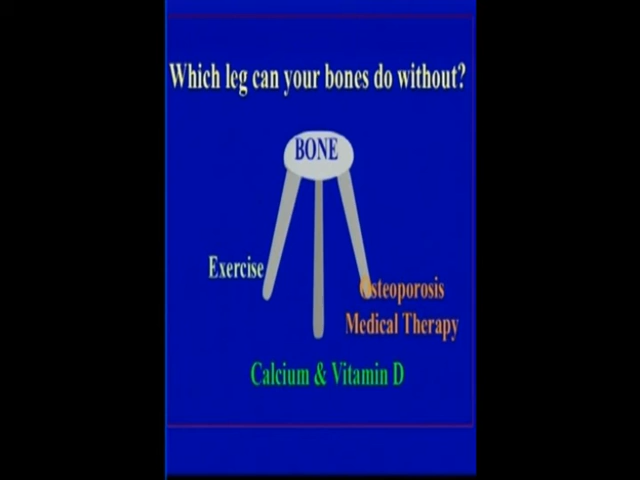 Which leg can your bones do without?
BONE
Exercise
Osteoporosis
Medical Therapy
Calcium & Vitamin D